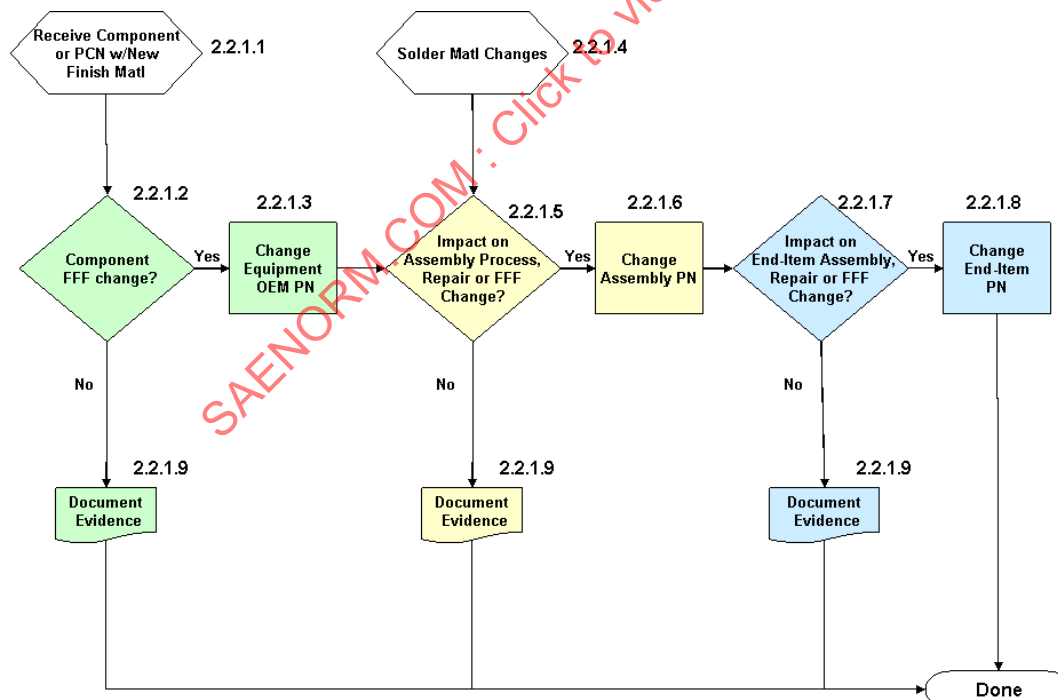 Receive Component
or PCN w/New
Finish Matl
2.2.1.1
Solder Matl Changes
2.2.1.4
2.2.1.2
Component
FFF change?
Yes
2.2.1.3
Change
Equipment
OEM PN
2.2.1.5
Impact on
Assembly Process,
Repair or FFF
Change?
Yes
2.2.1.6
Change
Assembly PN
2.2.1.7
Impact on
End-Item Assembly,
Repair or FFF
Change?
Yes
2.2.1.8
Change
End-Item
PN
No
No
No
2.2.1.9
Document
Evidence
2.2.1.9
Document
Evidence
2.2.1.9
Document
Evidence
Done
SAENORM.COM : Click to vie